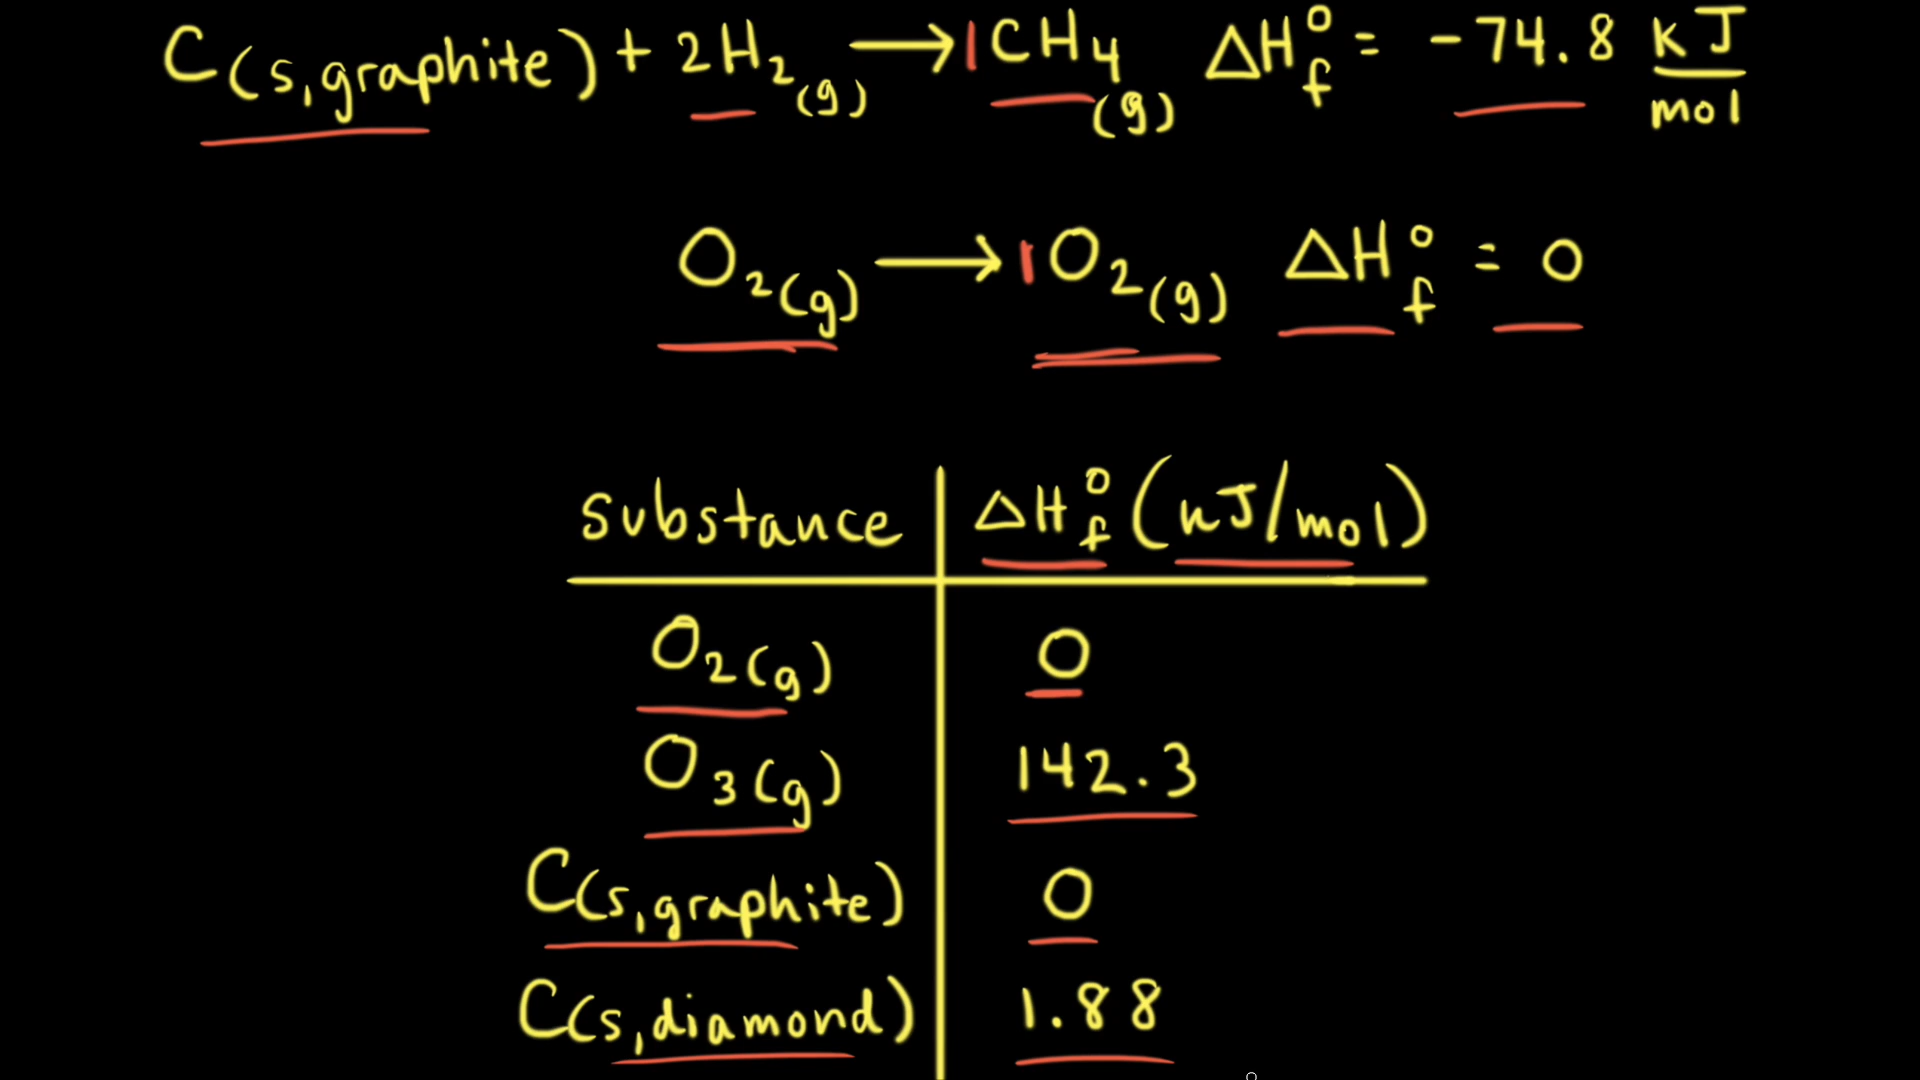 C(s, graphite) + 2H₂(g) → 1CH₄(g) ΔH°f = -74.8 kJ/mol
O₂(g) → 1O₂(g) ΔH°f = 0
substance ΔH°f (kJ/mol)
O₂(g) 0
O₃(g) 142.3
C(s, graphite) 0
C(s, diamond) 1.88